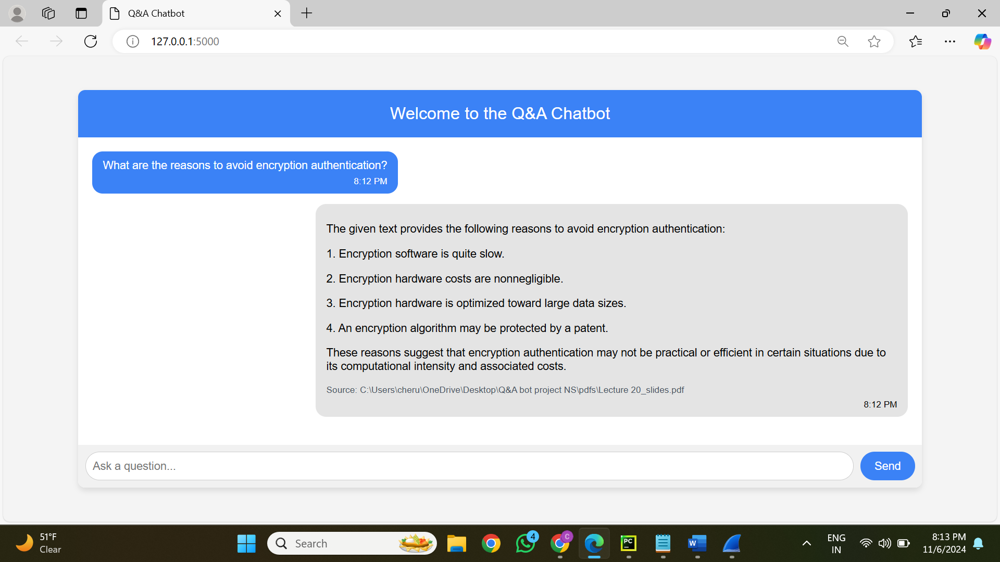 Q&A Chatbot
127.0.0.1:5000
Welcome to the Q&A Chatbot
What are the reasons to avoid encryption authentication?
8:12 PM
The given text provides the following reasons to avoid encryption authentication:
1. Encryption software is quite slow.
2. Encryption hardware costs are nonnegligible.
3. Encryption hardware is optimized toward large data sizes.
4. An encryption algorithm may be protected by a patent.
These reasons suggest that encryption authentication may not be practical or efficient in certain situations due to
its computational intensity and associated costs.
Source: C:\Users\cheru\OneDrive\Desktop\Q&A bot project NS\pdfs\Lecture 20_slides.pdf
8:12 PM
Ask a question...
Send
51°F
Clear
Search
4
C
PC
W
ENG
IN
8:13 PM
11/6/2024